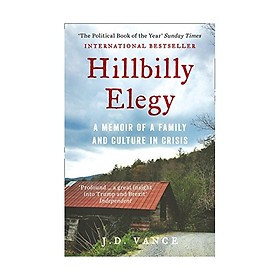 'The Political Book of the Year' Sunday Times
INTERNATIONAL BESTSELLER
Hillbilly
Elegy
A MEMOIR OF A FAMILY
AND CULTURE IN CRISIS
'Profound ... a great insight
into Trump and Brexit'
Independent
J. D. VANCE